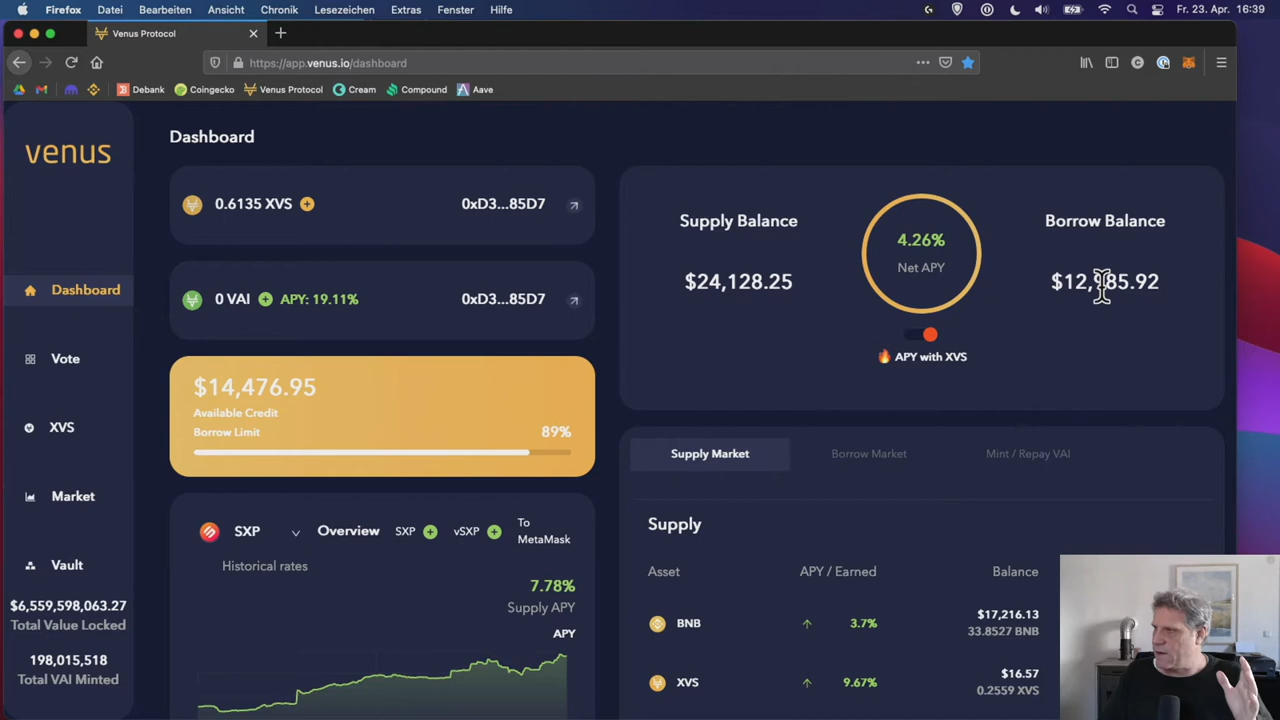 Firefox Datei Bearbeiten Ansicht Chronik Lesezeichen Extras Fenster Hilfe Fr. 23. Apr. 16:39
Venus Protocol
https://app.venus.io/dashboard
Debank Coingecko Venus Protocol Cream Compound Aave
venus
Dashboard
Vote
XVS
Market
Vault
$6,559,598,063.27
Total Value Locked
198,015,518
Total VAI Minted
Dashboard
0.6135 XVS 0xD3...85D7
0 VAI APY: 19.11% 0xD3...85D7
$14,476.95
Available Credit
Borrow Limit 89%
SXP Overview SXP vSXP To MetaMask
Historical rates
7.78%
Supply APY
APY
Supply Balance
$24,128.25
4.26%
Net APY
🔥 APY with XVS
Borrow Balance
Supply Market Borrow Market Mint / Repay VAI
Supply
Asset APY / Earned Balance
BNB 3.7% $17,216.13
33.8527 BNB
XVS 9.67% $16.57
0.2559 XVS